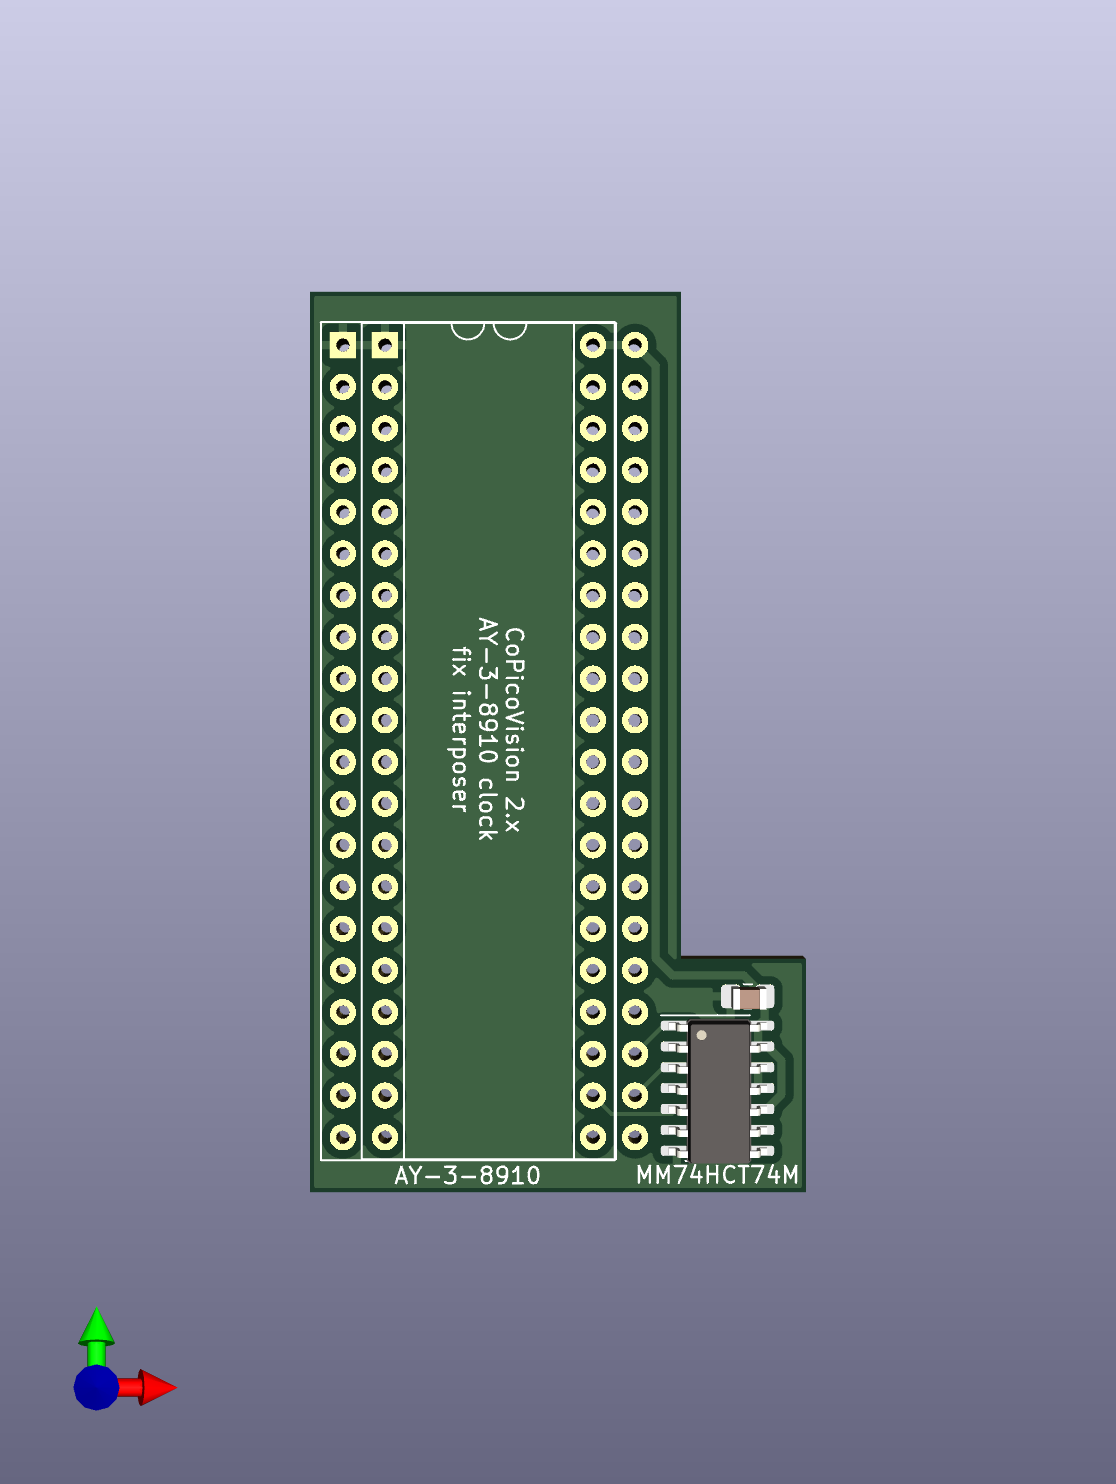 CoPicoVision 2.x
AY-3-8910 clock
fix interposer
AY-3-8910
MM74HCT74M